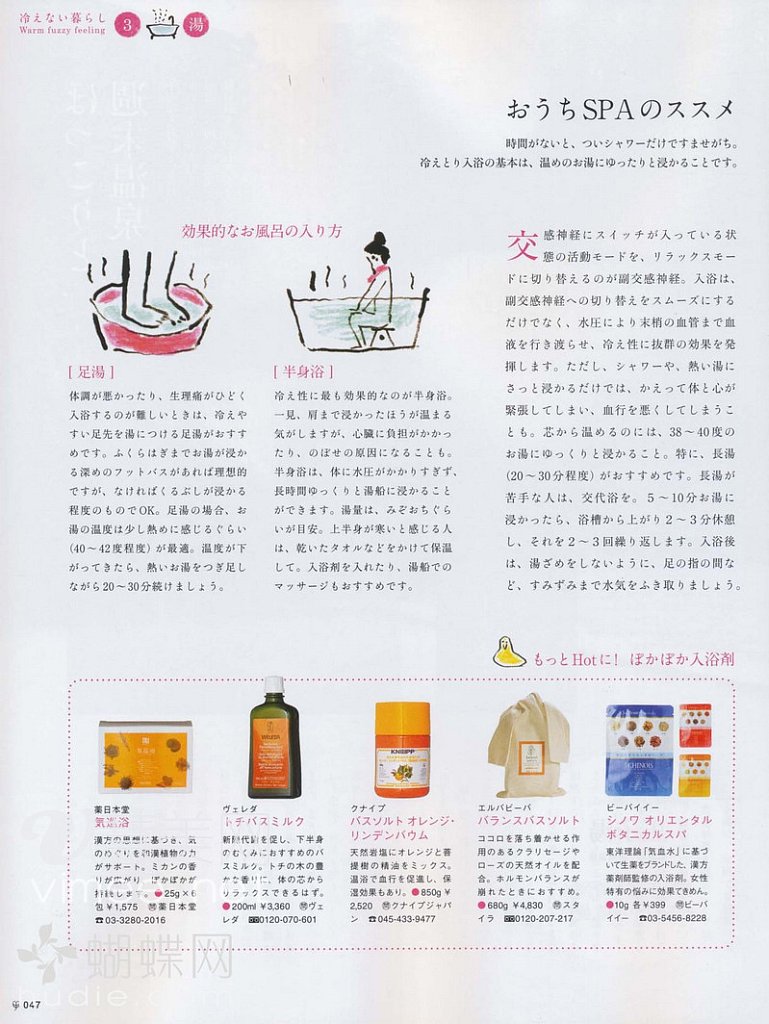 冷えない暮らし
Warm fuzzy feeling
3
湯
おうちSPAのススメ
時間がないと、ついシャワーだけですませがち。
冷えとり入浴の基本は、温めのお湯にゆったりと浸かることです。
交感神経にスイッチが入っている状
態の活動モードを、リラックスモー
ドに切り替えるのが副交感神経。入浴は、
副交感神経への切り替えをスムーズにする
だけでなく、水圧により末梢の血管まで血
液を行き渡らせ、冷え性に抜群の効果を発
揮します。ただし、シャワーや、熱い湯に
さっと浸かるだけでは、かえって体と心が
緊張してしまい、血行を悪くしてしまうこ
とも。芯から温めるのには、38〜40度の
お湯にゆっくりと浸かること。特に、長湯
(20〜30分程度)がおすすめです。長湯が
苦手な人は、交代浴を。5〜10分お湯に
浸かったら、浴槽から上がり2〜3分休憩
し、それを2〜3回繰り返します。入浴後
は、湯ざめをしないように、足の指の間な
ど、すみずみまで水気をふき取りましょう。
効果的なお風呂の入り方
[ 足湯 ]
体調が悪かったり、生理痛がひどく
入浴するのが難しいときは、冷えや
すい足先を湯につける足湯がおすす
めです。ふくらはぎまでお湯が浸か
る深めのフットバスがあれば理想的
ですが、なければくるぶしが浸かる
程度のものでOK。足湯の場合、お
湯の温度は少し熱めに感じるぐらい
(40〜42度程度)が最適。温度が下
がってきたら、熱いお湯をつぎ足し
ながら20〜30分続けましょう。
[ 半身浴 ]
冷え性に最も効果的なのが半身浴。
一見、肩まで浸かったほうが温まる
気がしますが、心臓に負担がかかっ
たり、のぼせの原因になることも。
半身浴は、体に水圧がかかりすぎず、
長時間ゆっくりと湯船に浸かること
ができます。湯量は、みぞおちぐら
いが目安。上半身が寒いと感じる人
は、乾いたタオルなどをかけて保温
して。入浴剤を入れたり、湯船での
マッサージもおすすめです。
もっとHotに! ぽかぽか入浴剤
薬日本堂
気巡浴
漢方の思想に基づき、気
のめぐりを和漢植物の力
がサポート。ミカンの香
りが広がり、ぽかぽかが
持続します。●25g×6
包¥1,575 ㊕薬日本堂
☎03-3280-2016
ヴェレダ
トチバスミルク
新陳代謝を促し、下半身
のむくみにおすすめのバ
スミルク。トチの木の豊
かな香りに、体の芯から
リラックスできるはず。
●200ml ¥3,360 ㊕ヴェ
レダ 0120-070-601
WELEDA
クナイプ
バスソルト オレンジ・
リンデンバウム
天然岩塩にオレンジと菩
提樹の精油をミックス。
温浴で血行を促進し、保
湿効果もあり。●850g¥
2,520 ㊕クナイプジャパ
ン ☎045-433-9477
KNEIPP
エルバビーバ
バランスバスソルト
ココロを落ち着かせる作
用のあるクラリセージや
ローズの天然オイルを配
合。ホルモンバランスが
崩れたときにおすすめ。
●680g ¥4,830 ㊕スタ
イラ 0120-207-217
ビーバイイー
シノワ オリエンタル
ボタニカルスパ
東洋理論「気血水」に基づ
いて生薬をブランドした、漢方
薬剤師監修の入浴剤。女性
特有の悩みに効果てきめん。
●10g 各¥399 ㊕ビーバ
イイー ☎03-5456-8228
蝴蝶网
hudie.com
047